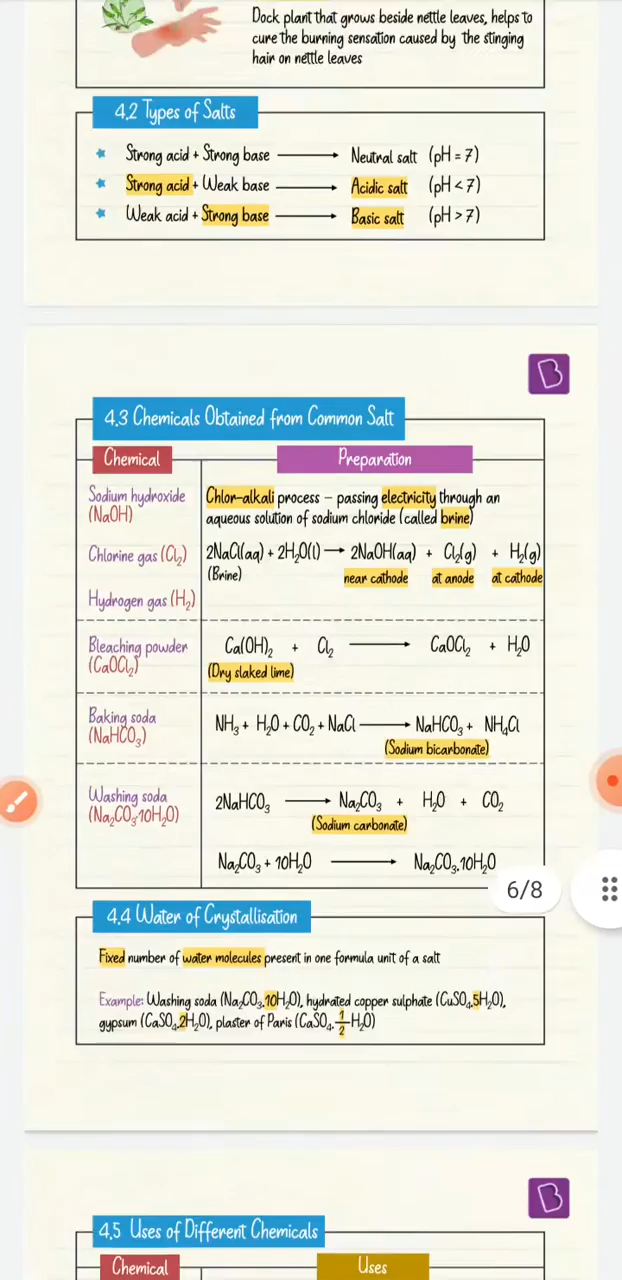 Dock plant that grows beside nettle leaves, helps to
cure the burning sensation caused by the stinging
hair on nettle leaves
4.2 Types of Salts
Strong acid + Strong base ⟶ Neutral salt (pH = 7)
Strong acid + Weak base ⟶ Acidic salt (pH < 7)
Weak acid + Strong base ⟶ Basic salt (pH > 7)
B
4.3 Chemicals Obtained from Common Salt
Chemical
Preparation
Sodium hydroxide
(NaOH)
Chlorine gas (Cl₂)
Hydrogen gas (H₂)
Chlor-alkali process – passing electricity through an
aqueous solution of sodium chloride (called brine)
2NaCl(aq) + 2H₂O(l) ⟶ 2NaOH(aq) + Cl₂(g) + H₂(g)
(Brine) near cathode at anode at cathode
Bleaching powder
(CaOCl₂)
Ca(OH)₂ + Cl₂ ⟶ CaOCl₂ + H₂O
(Dry slaked lime)
Baking soda
(NaHCO₃)
NH₃ + H₂O + CO₂ + NaCl ⟶ NaHCO₃ + NH₄Cl
(Sodium bicarbonate)
Washing soda
(Na₂CO₃·10H₂O)
2NaHCO₃ ⟶ Na₂CO₃ + H₂O + CO₂
(Sodium carbonate)
Na₂CO₃ + 10H₂O ⟶ Na₂CO₃.10H₂O
6/8
4.4 Water of Crystallisation
Fixed number of water molecules present in one formula unit of a salt
Example: Washing soda (Na₂CO₃.10H₂O), hydrated copper sulphate (CuSO₄.5H₂O),
gypsum (CaSO₄.2H₂O), plaster of Paris (CaSO₄.½H₂O)
B
4.5 Uses of Different Chemicals
Chemical
Uses